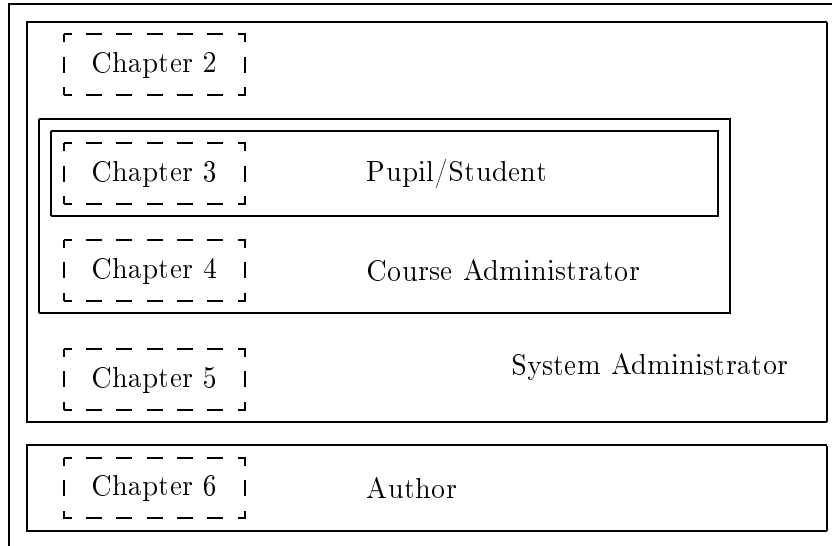 Chapter 2
Chapter 3 Pupil/Student
Chapter 4 Course Administrator
Chapter 5 System Administrator
Chapter 6 Author